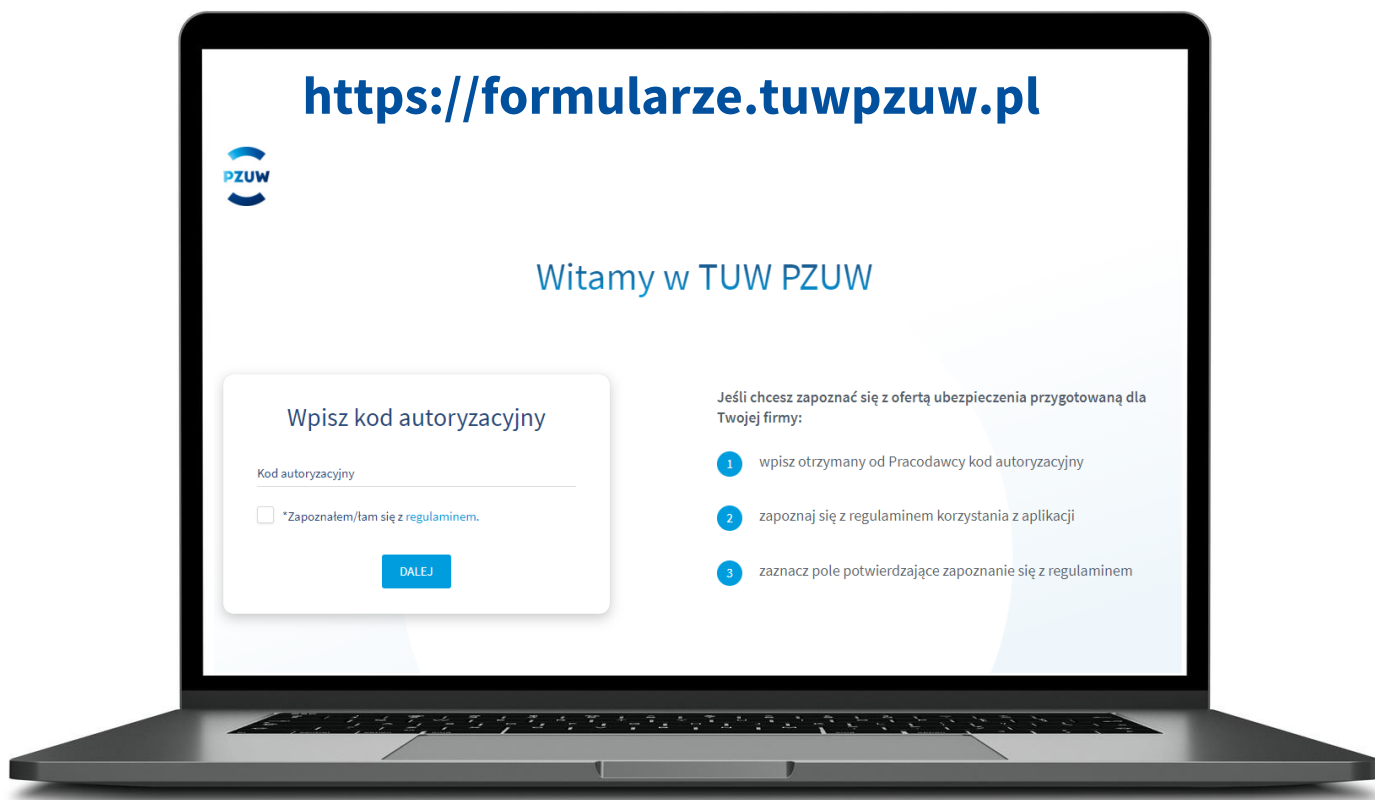 https://formularze.tuwpzuw.pl
PZUW
Witamy w TUW PZUW
Wpisz kod autoryzacyjny
Kod autoryzacyjny
*Zapoznałem/łam się z regulaminem.
DALEJ
Jeśli chcesz zapoznać się z ofertą ubezpieczenia przygotowaną dla
Twojej firmy:
1 wpisz otrzymany od Pracodawcy kod autoryzacyjny
2 zapoznaj się z regulaminem korzystania z aplikacji
3 zaznacz pole potwierdzające zapoznanie się z regulaminem